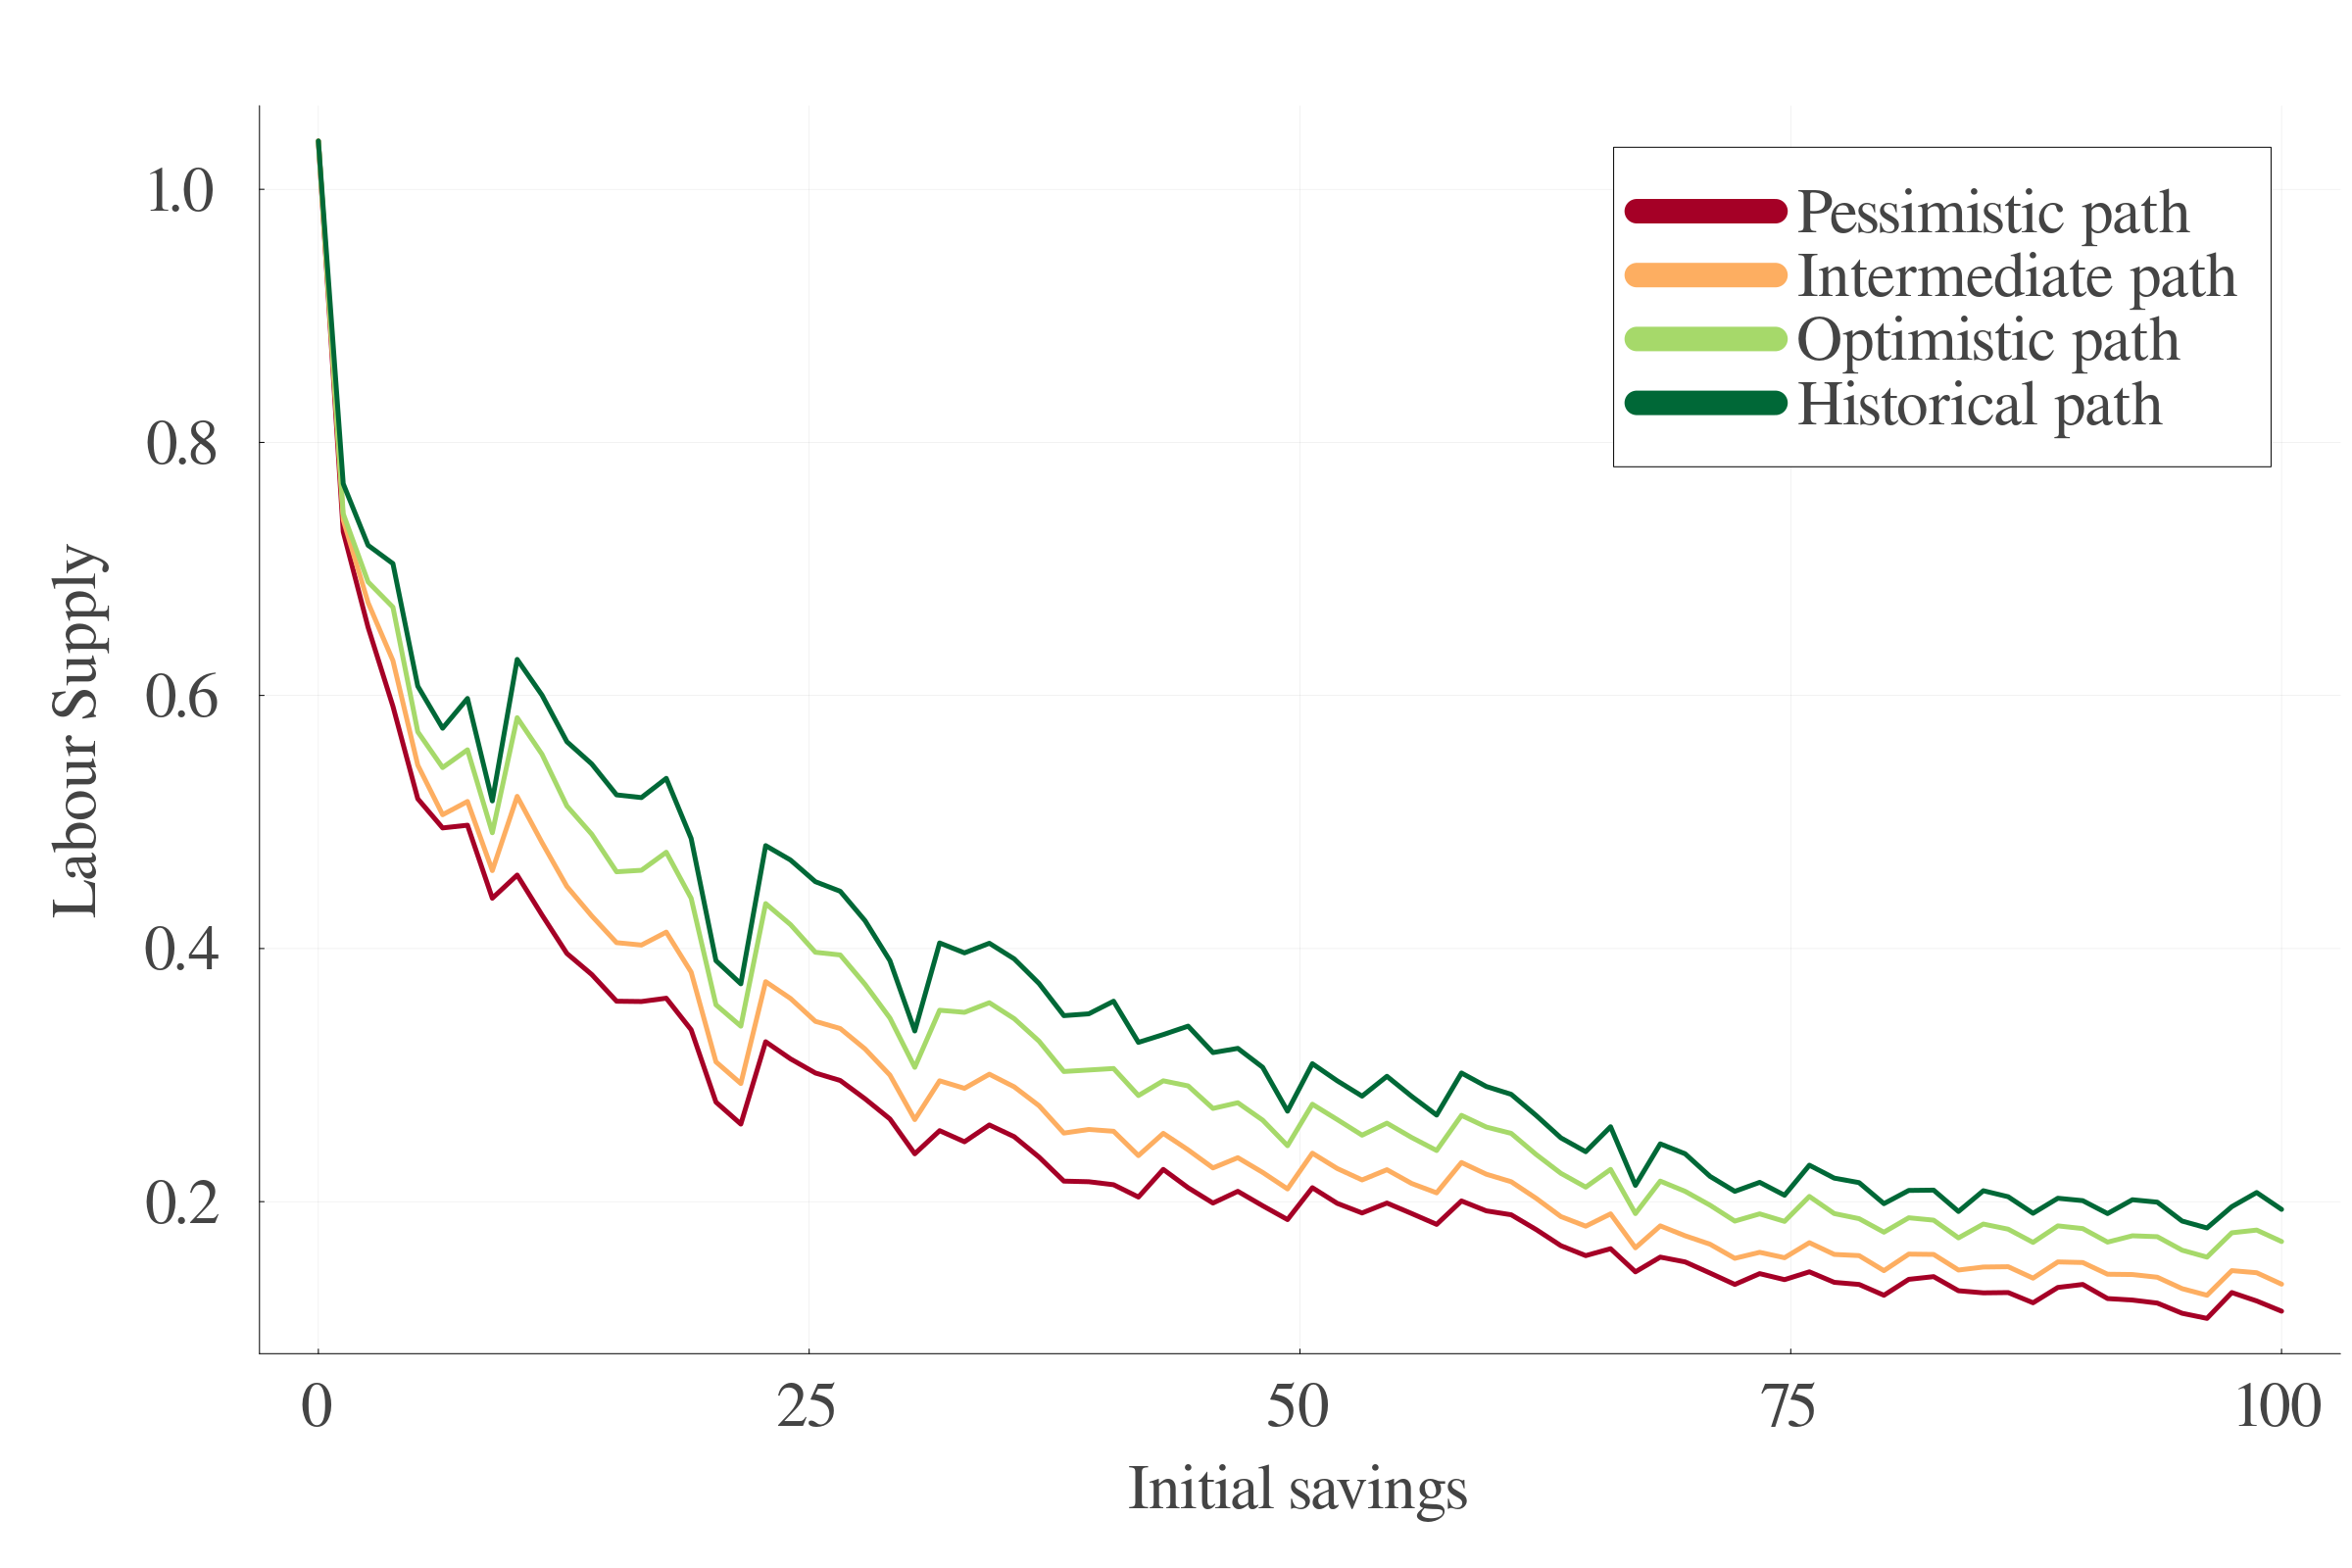 1.0
0.8
0.6
0.4
0.2
Labour Supply
Pessimistic path
Intermediate path
Optimistic path
Historical path
0
25
50
75
100
Initial savings